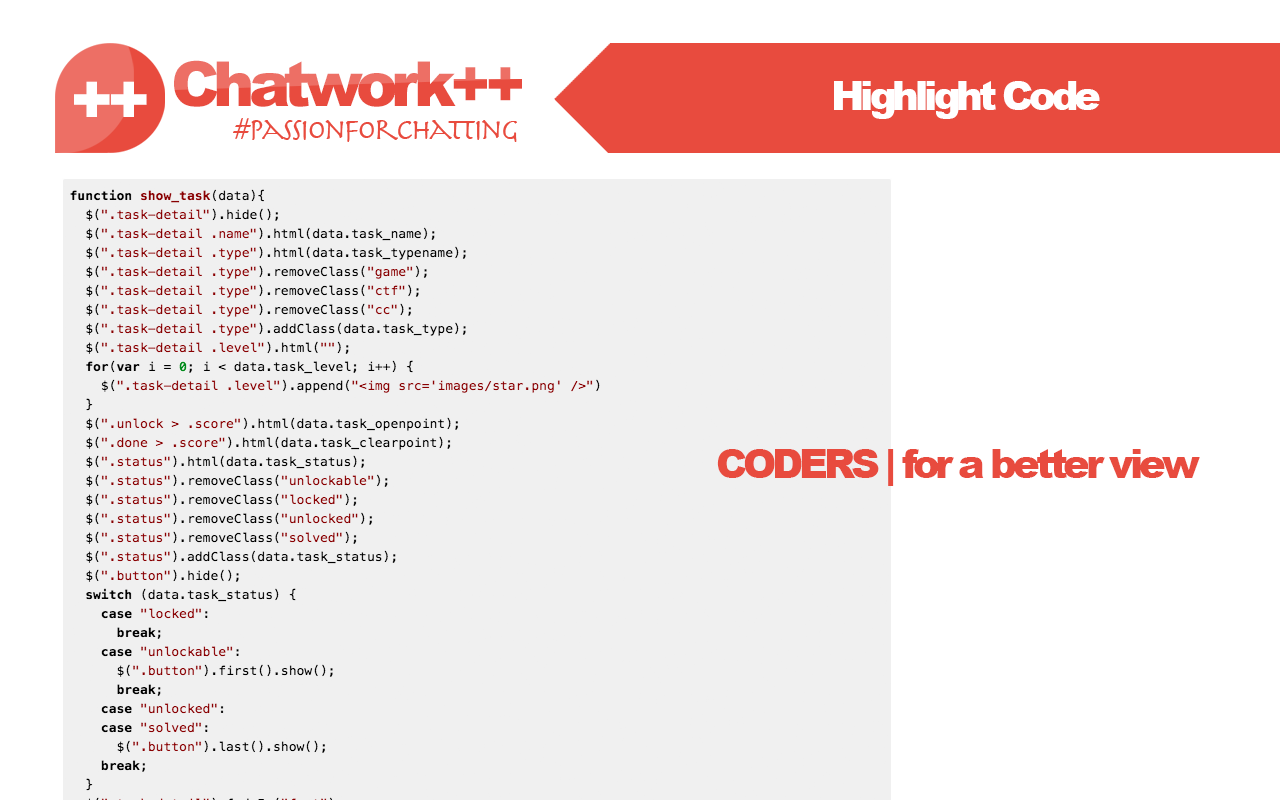 ++
Chatwork++
#PASSIONFORCHATTING
Highlight Code
function show_task(data){
  $(".task-detail").hide();
  $(".task-detail .name").html(data.task_name);
  $(".task-detail .type").html(data.task_typename);
  $(".task-detail .type").removeClass("game");
  $(".task-detail .type").removeClass("ctf");
  $(".task-detail .type").removeClass("cc");
  $(".task-detail .type").addClass(data.task_type);
  $(".task-detail .level").html("");
  for(var i = 0; i < data.task_level; i++) {
    $(".task-detail .level").append("<img src='images/star.png' />")
  }
  $(".unlock > .score").html(data.task_openpoint);
  $(".done > .score").html(data.task_clearpoint);
  $(".status").html(data.task_status);
  $(".status").removeClass("unlockable");
  $(".status").removeClass("locked");
  $(".status").removeClass("unlocked");
  $(".status").removeClass("solved");
  $(".status").addClass(data.task_status);
  $(".button").hide();
  switch (data.task_status) {
    case "locked":
      break;
    case "unlockable":
      $(".button").first().show();
      break;
    case "unlocked":
    case "solved":
      $(".button").last().show();
    break;
  }
CODERS | for a better view